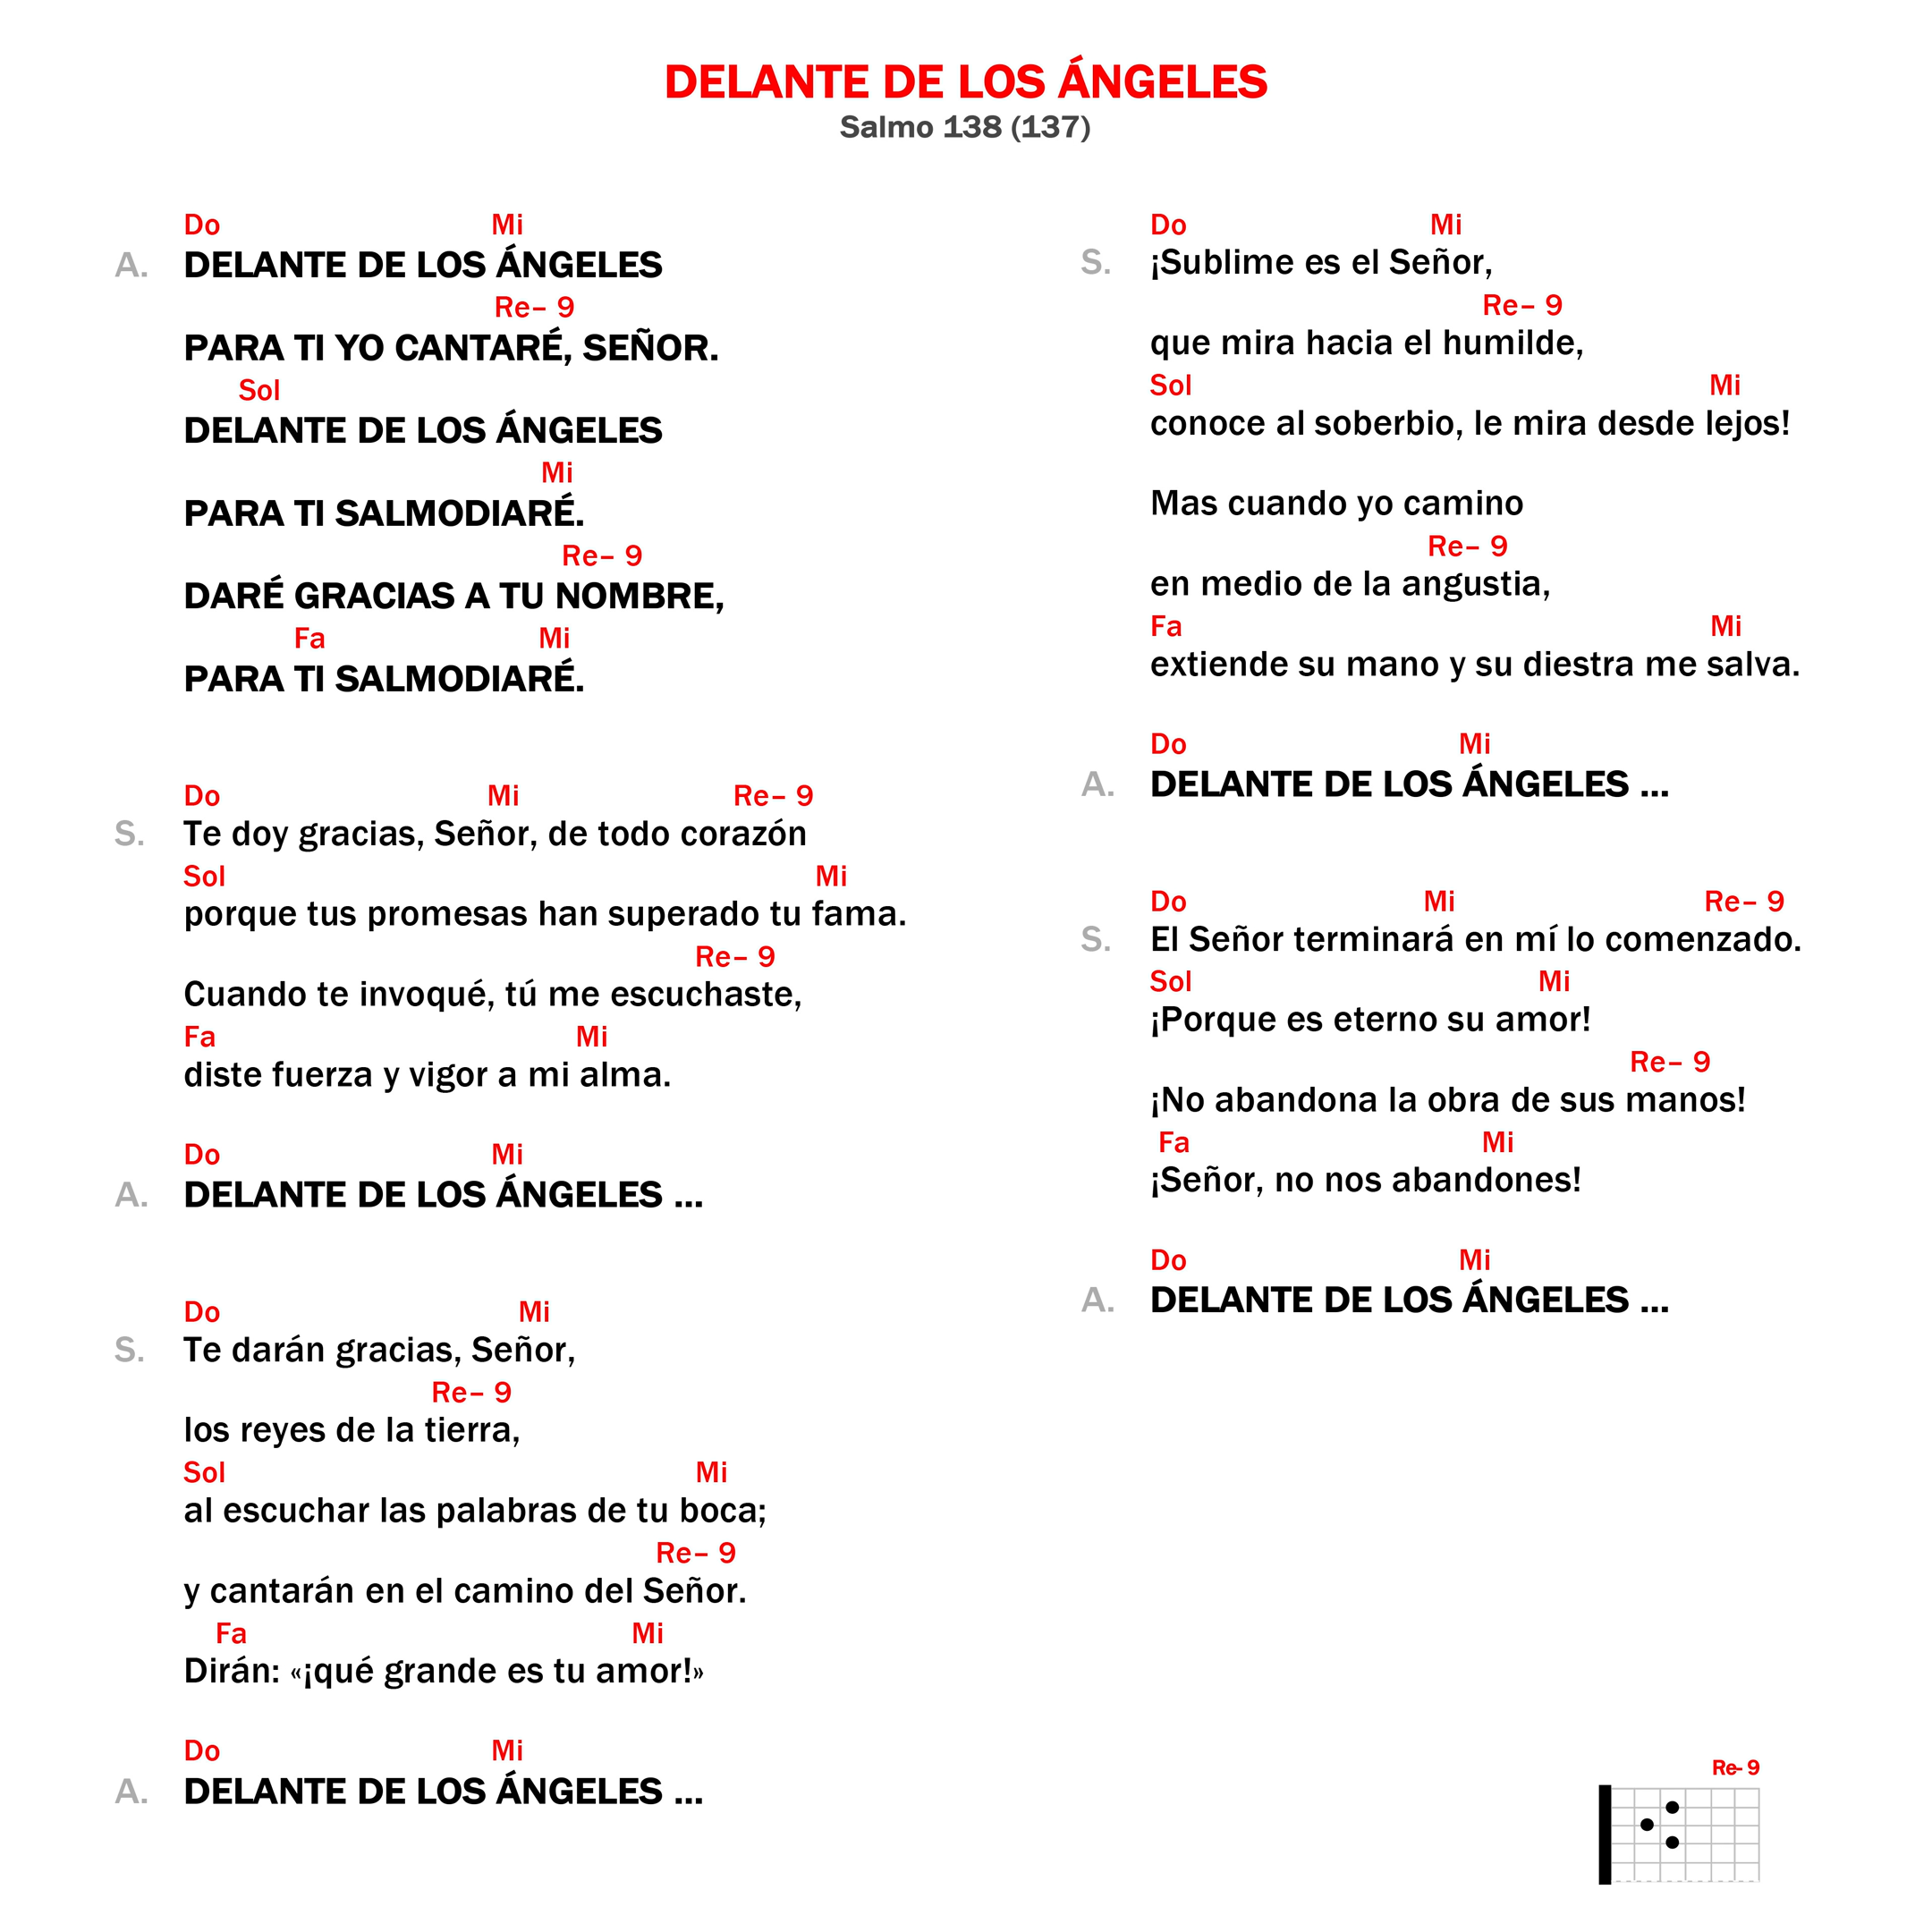 DELANTE DE LOS ÁNGELES
Salmo 138 (137)
Do Mi
A. DELANTE DE LOS ÁNGELES
Re– 9
PARA TI YO CANTARÉ, SEÑOR.
Sol
DELANTE DE LOS ÁNGELES
Mi
PARA TI SALMODIARÉ.
Re– 9
DARÉ GRACIAS A TU NOMBRE,
Fa Mi
PARA TI SALMODIARÉ.
Do Mi Re– 9
S. Te doy gracias, Señor, de todo corazón
Sol Mi
porque tus promesas han superado tu fama.
Re– 9
Cuando te invoqué, tú me escuchaste,
Fa Mi
diste fuerza y vigor a mi alma.
Do Mi
A. DELANTE DE LOS ÁNGELES ...
Do Mi
S. Te darán gracias, Señor,
Re– 9
los reyes de la tierra,
Sol Mi
al escuchar las palabras de tu boca;
Re– 9
y cantarán en el camino del Señor.
Fa Mi
Dirán: «¡qué grande es tu amor!»
Do Mi
A. DELANTE DE LOS ÁNGELES ...
Do Mi
S. ¡Sublime es el Señor,
Re– 9
que mira hacia el humilde,
Sol Mi
conoce al soberbio, le mira desde lejos!
Mas cuando yo camino
Re– 9
en medio de la angustia,
Fa Mi
extiende su mano y su diestra me salva.
Do Mi
A. DELANTE DE LOS ÁNGELES ...
Do Mi Re– 9
S. El Señor terminará en mí lo comenzado.
Sol Mi
¡Porque es eterno su amor!
Re– 9
¡No abandona la obra de sus manos!
Fa Mi
¡Señor, no nos abandones!
Do Mi
A. DELANTE DE LOS ÁNGELES ...
Re- 9